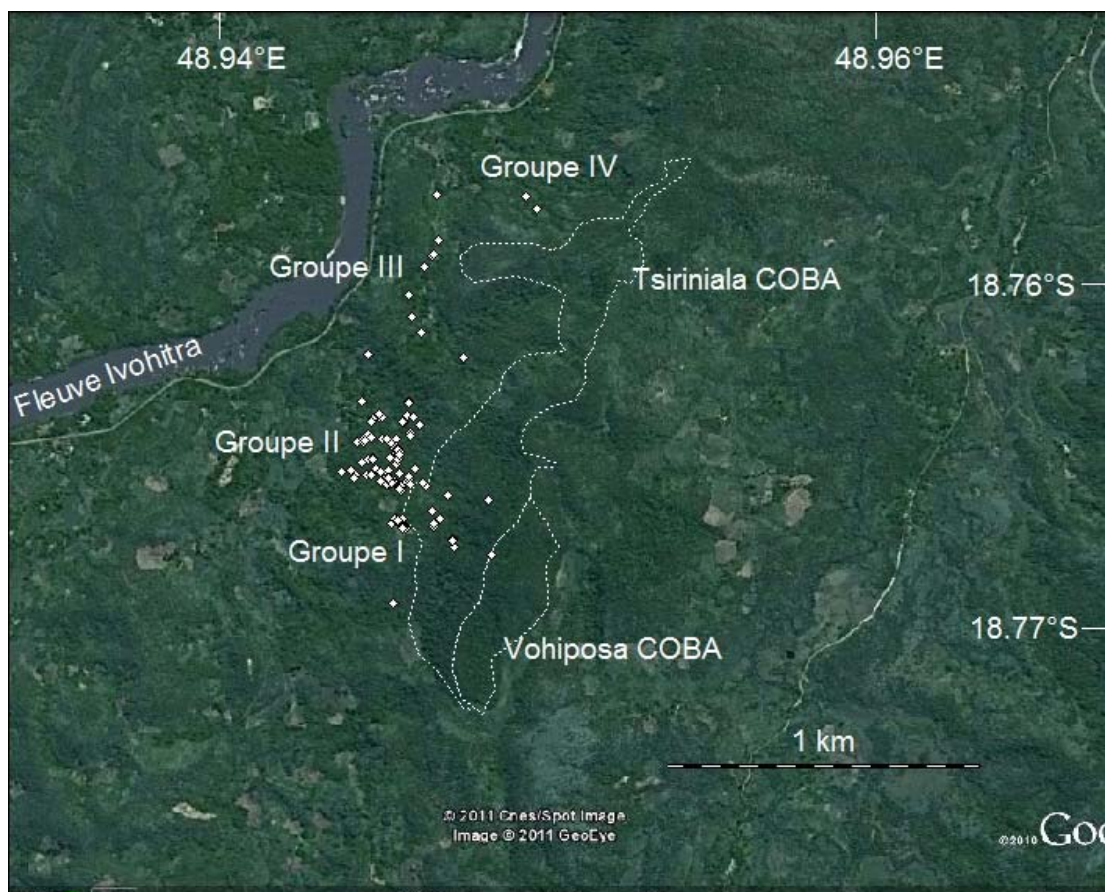 48.94°E
48.96°E
Groupe IV
Groupe III
Tsiriniala COBA
18.76°S
Fleuve Ivohitra
Groupe II
Groupe I
18.77°S
Vohiposa COBA
1 km
© 2011 Cnes/Spot Image
Image © 2011 GeoEye
©2010 Goo